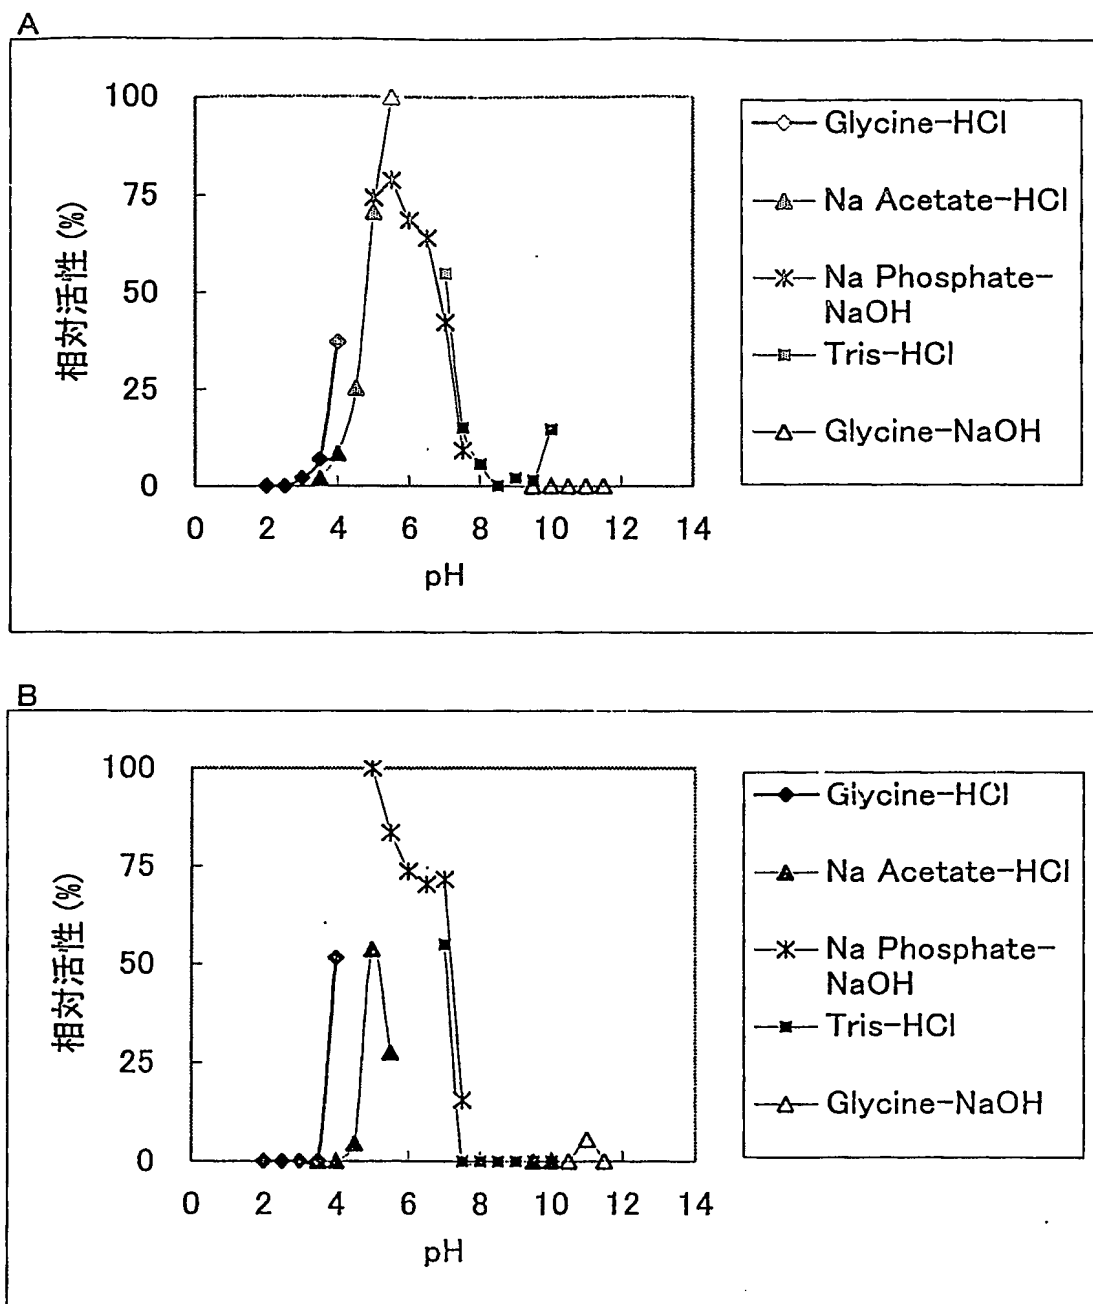 A
100
75
50
25
0
相対活性 (%)
0 2 4 6 8 10 12 14
pH
Glycine-HCl
Na Acetate-HCl
Na Phosphate-
NaOH
Tris-HCl
Glycine-NaOH
B
100
75
50
25
0
相対活性 (%)
0 2 4 6 8 10 12 14
pH
Glycine-HCl
Na Acetate-HCl
Na Phosphate-
NaOH
Tris-HCl
Glycine-NaOH